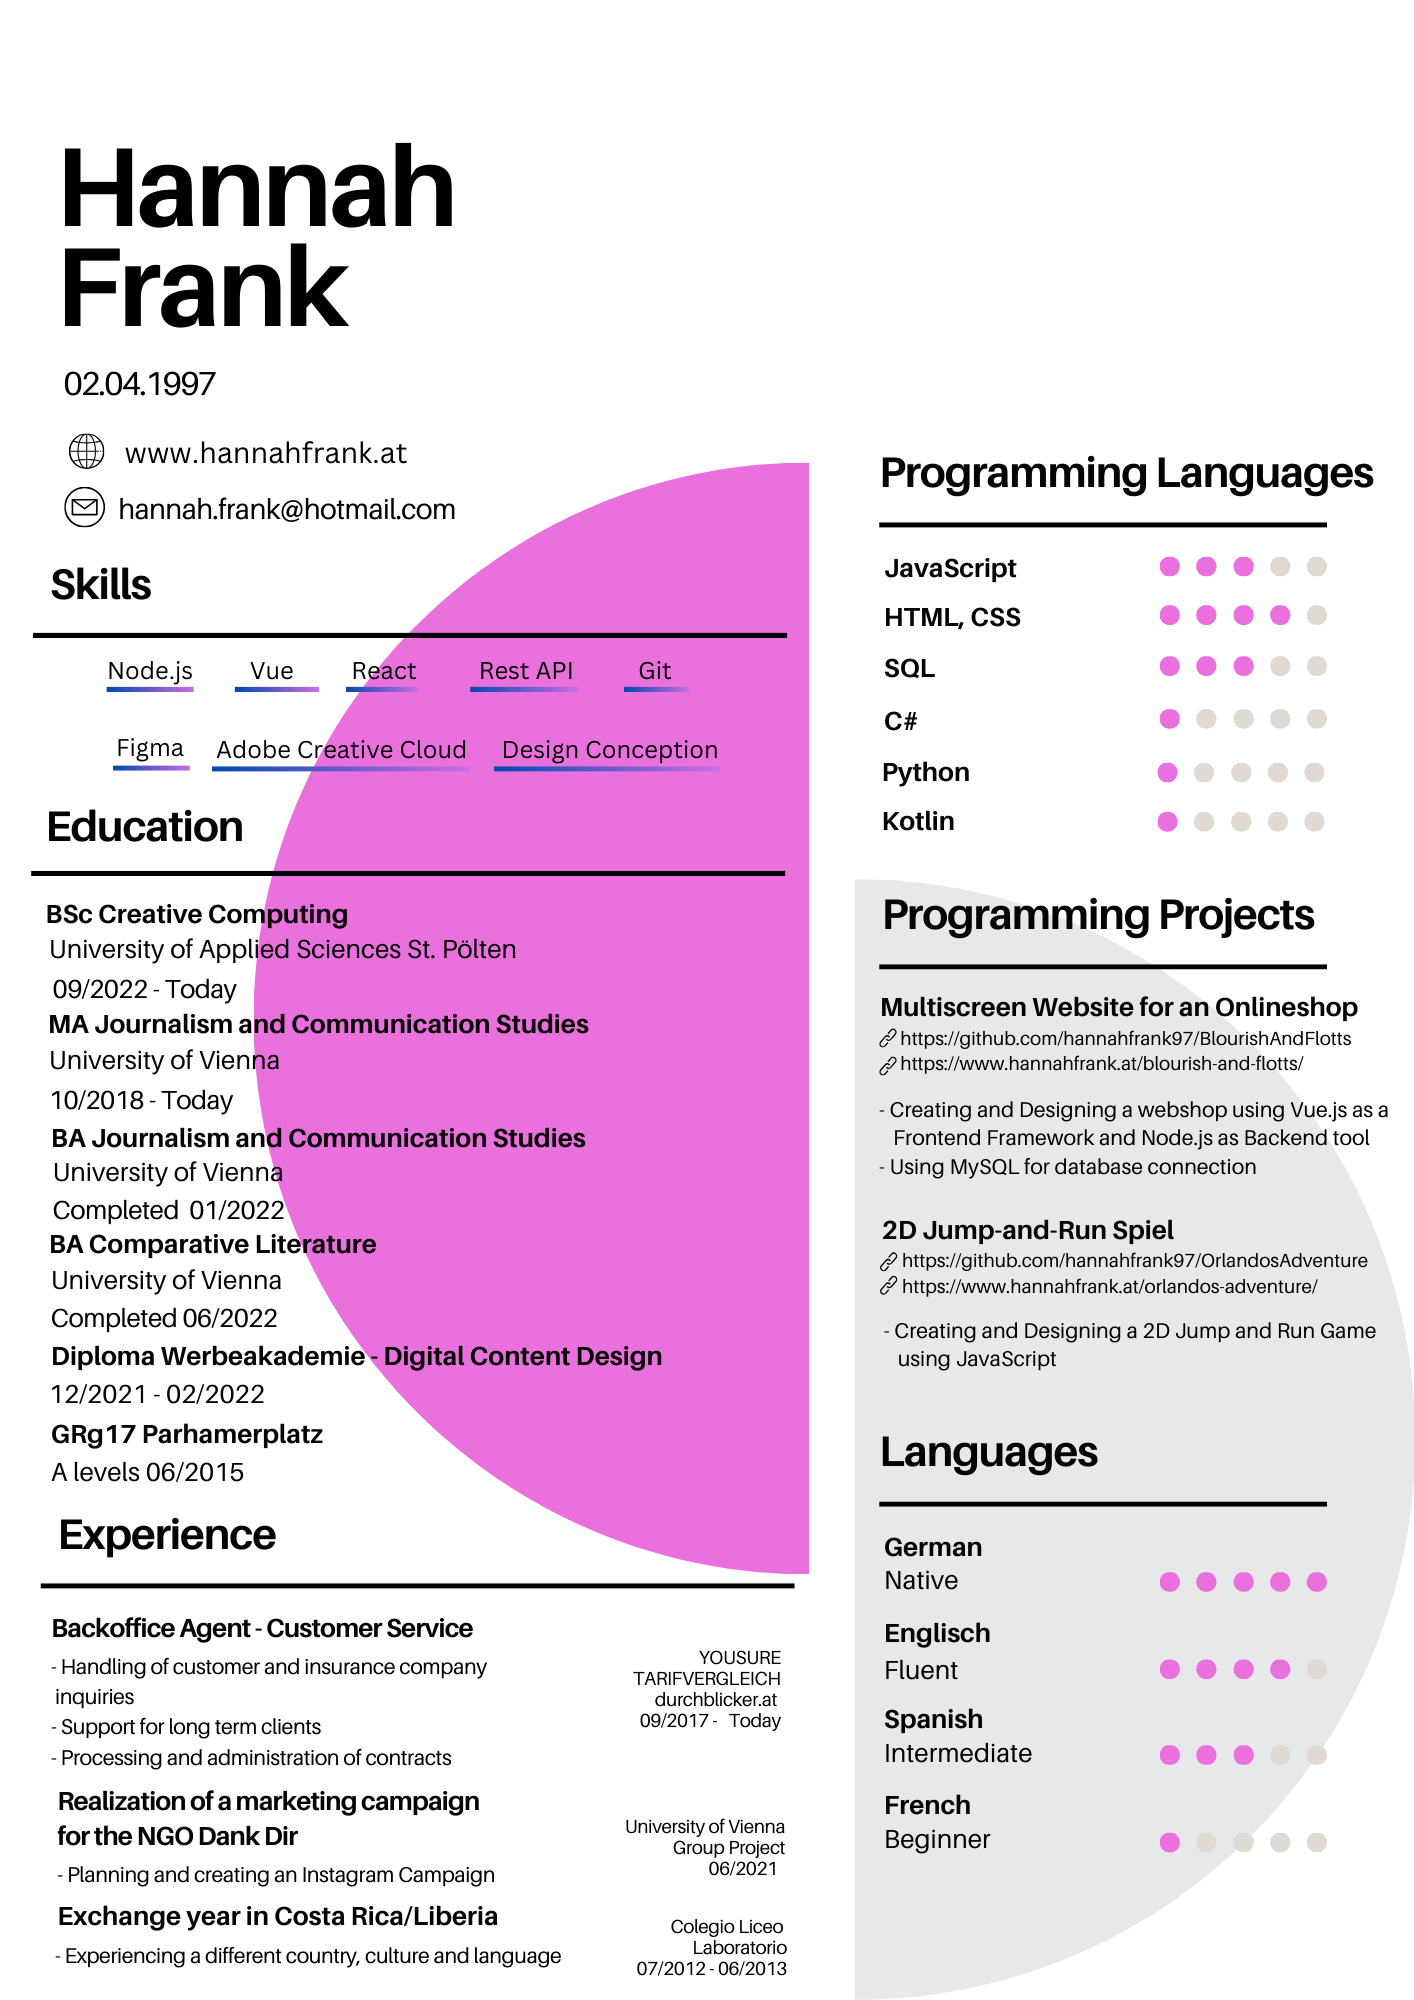 Hannah
Frank
02.04.1997
www.hannahfrank.at
hannah.frank@hotmail.com
Skills
Node.js Vue React Rest API Git
Figma Adobe Creative Cloud Design Conception
Education
BSc Creative Computing
University of Applied Sciences St. Pölten
09/2022 - Today
MA Journalism and Communication Studies
University of Vienna
10/2018 - Today
BA Journalism and Communication Studies
University of Vienna
Completed 01/2022
BA Comparative Literature
University of Vienna
Completed 06/2022
Diploma Werbeakademie - Digital Content Design
12/2021 - 02/2022
GRg17 Parhamerplatz
A levels 06/2015
Experience
Backoffice Agent - Customer Service
- Handling of customer and insurance company
inquiries
- Support for long term clients
- Processing and administration of contracts
YOUSURE
TARIFVERGLEICH
durchblicker.at
09/2017 - Today
Realization of a marketing campaign
for the NGO Dank Dir
- Planning and creating an Instagram Campaign
University of Vienna
Group Project
06/2021
Exchange year in Costa Rica/Liberia
- Experiencing a different country, culture and language
Colegio Liceo
Laboratorio
07/2012 - 06/2013
Programming Languages
JavaScript
HTML, CSS
SQL
C#
Python
Kotlin
Programming Projects
Multiscreen Website for an Onlineshop
https://github.com/hannahfrank97/BlourishAndFlotts
https://www.hannahfrank.at/blourish-and-flotts/
- Creating and Designing a webshop using Vue.js as a
Frontend Framework and Node.js as Backend tool
- Using MySQL for database connection
2D Jump-and-Run Spiel
https://github.com/hannahfrank97/OrlandosAdventure
https://www.hannahfrank.at/orlandos-adventure/
- Creating and Designing a 2D Jump and Run Game
using JavaScript
Languages
German
Native
Englisch
Fluent
Spanish
Intermediate
French
Beginner